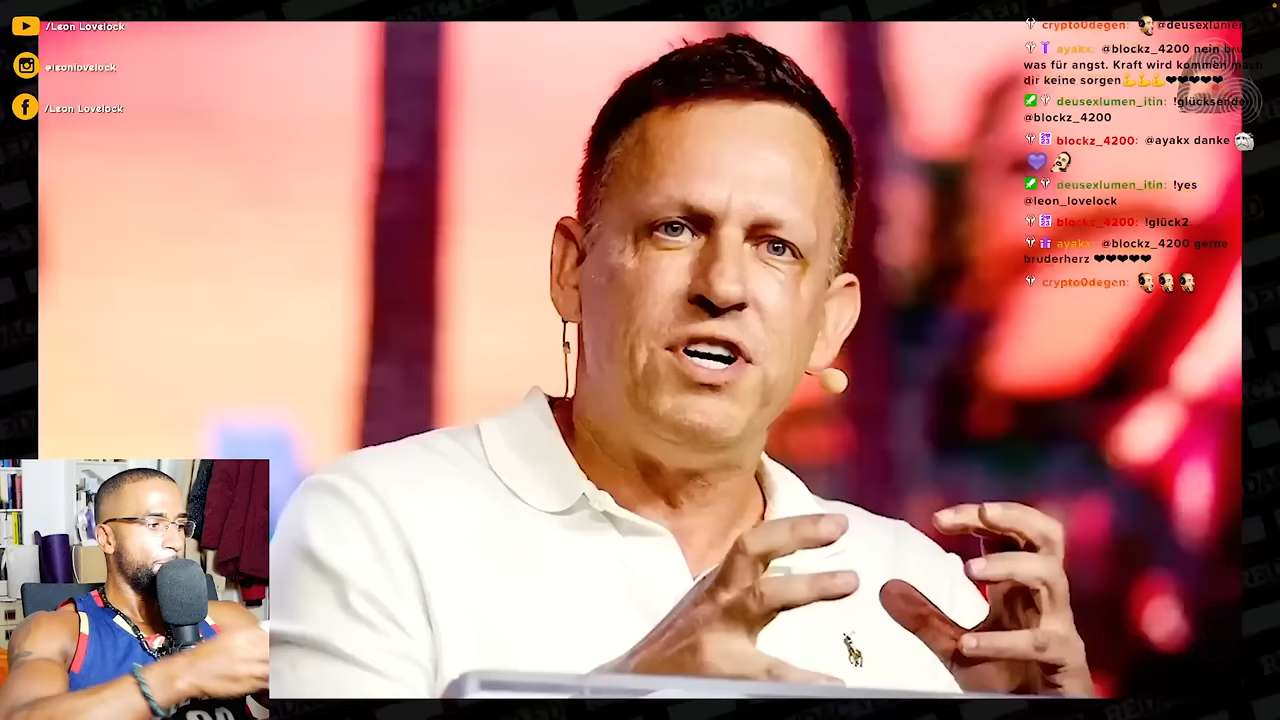 /Leon Lovelock
@leonlovelock
/Leon Lovelock
crypto0degen: @deusexlumen
ayakx: @blockz_4200 nein bru
was für angst. Kraft wird kommen mach
dir keine sorgen💪💪💪❤❤❤❤❤
deusexlumen_itin: !glücksende
@blockz_4200
blockz_4200: @ayakx danke
deusexlumen_itin: !yes
@leon_lovelock
blockz_4200: !glück2
ayakx: @blockz_4200 gerne
bruderherz ❤❤❤❤❤
crypto0degen: